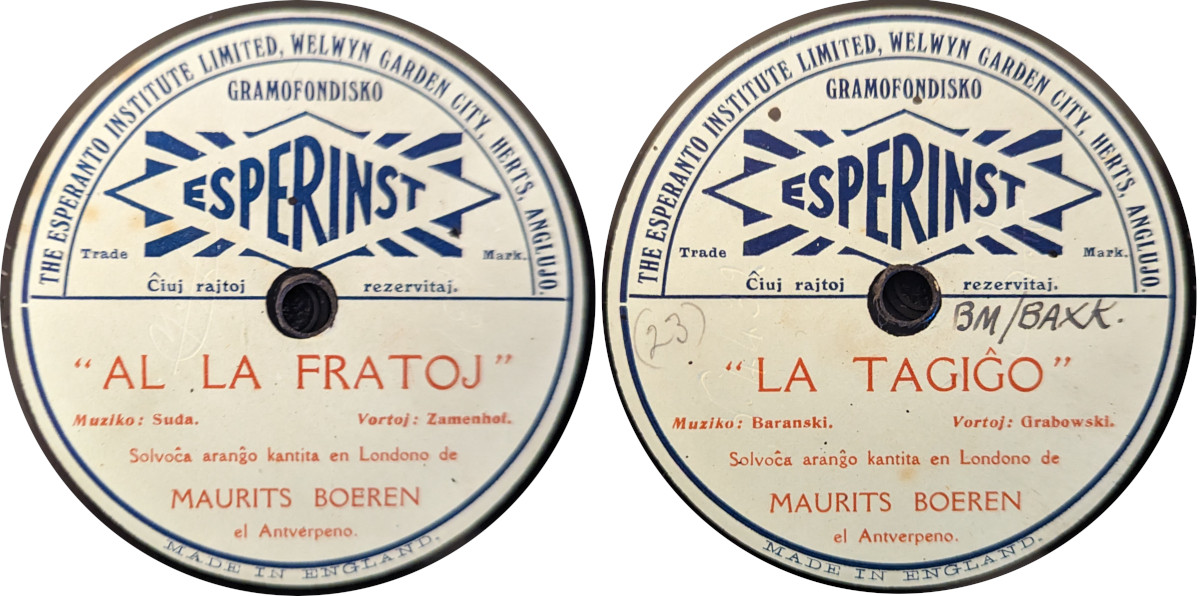 THE ESPERANTO INSTITUTE LIMITED, WELWYN GARDEN CITY, HERTS, ANGLUJO.
GRAMOFONDISKO
ESPERINST
Trade Mark.
Ĉiuj rajtoj rezervitaj.
"AL LA FRATOJ"
Muziko: Suda. Vortoj: Zamenhof.
Solvoĉa aranĝo kantita en Londono de
MAURITS BOEREN
el Antverpeno.
MADE IN ENGLAND.
THE ESPERANTO INSTITUTE LIMITED, WELWYN GARDEN CITY, HERTS, ANGLUJO.
GRAMOFONDISKO
ESPERINST
Trade Mark.
Ĉiuj rajtoj rezervitaj.
(23)
BM/BAXK.
"LA TAGIĜO"
Muziko: Baranski. Vortoj: Grabowski.
Solvoĉa aranĝo kantita en Londono de
MAURITS BOEREN
el Antverpeno.
MADE IN ENGLAND.